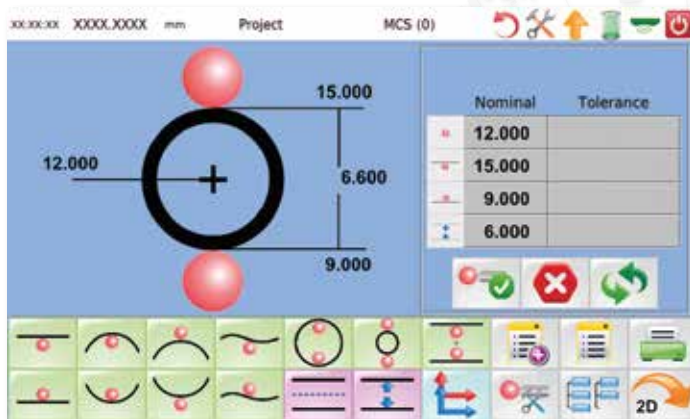 XX:XX:XX XXXX.XXXX mm Project MCS (0)
15.000
12.000
6.600
9.000
Nominal Tolerance
12.000
15.000
9.000
6.000
2D